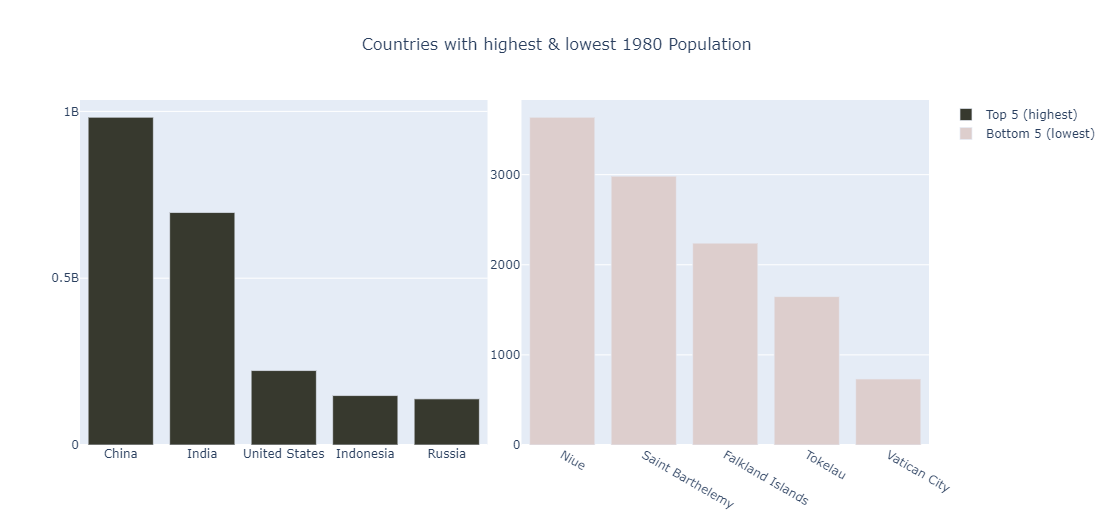 Countries with highest & lowest 1980 Population
1B
0.5B
0
China
India
United States
Indonesia
Russia
3000
2000
1000
0
Niue
Saint Barthelemy
Falkland Islands
Tokelau
Vatican City
Top 5 (highest)
Bottom 5 (lowest)